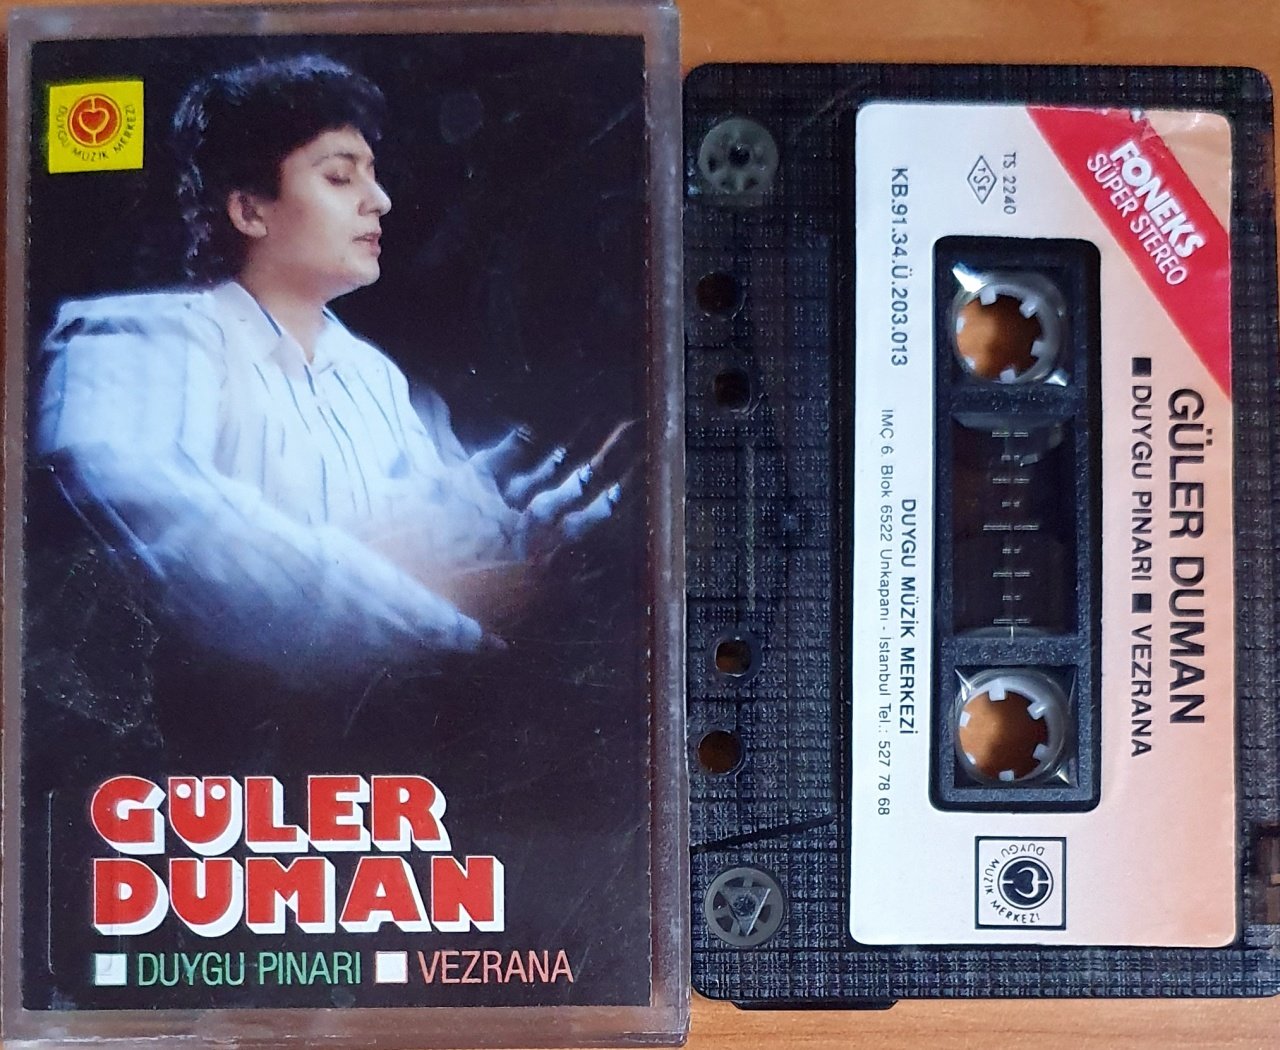 DUYGU MÜZİK MERKEZİ
GÜLER
DUMAN
DUYGU PINARI VEZRANA
FONEKS
SÜPER STEREO
GÜLER DUMAN
DUYGU PINARI VEZRANA
TS 2240
TSE
KB.91.34.Ü.203.013
DUYGU MÜZİK MERKEZİ
İMÇ 6. Blok 6522 Unkapanı - İstanbul Tel.: 527 78 68
DUYGU MÜZİK MERKEZİ